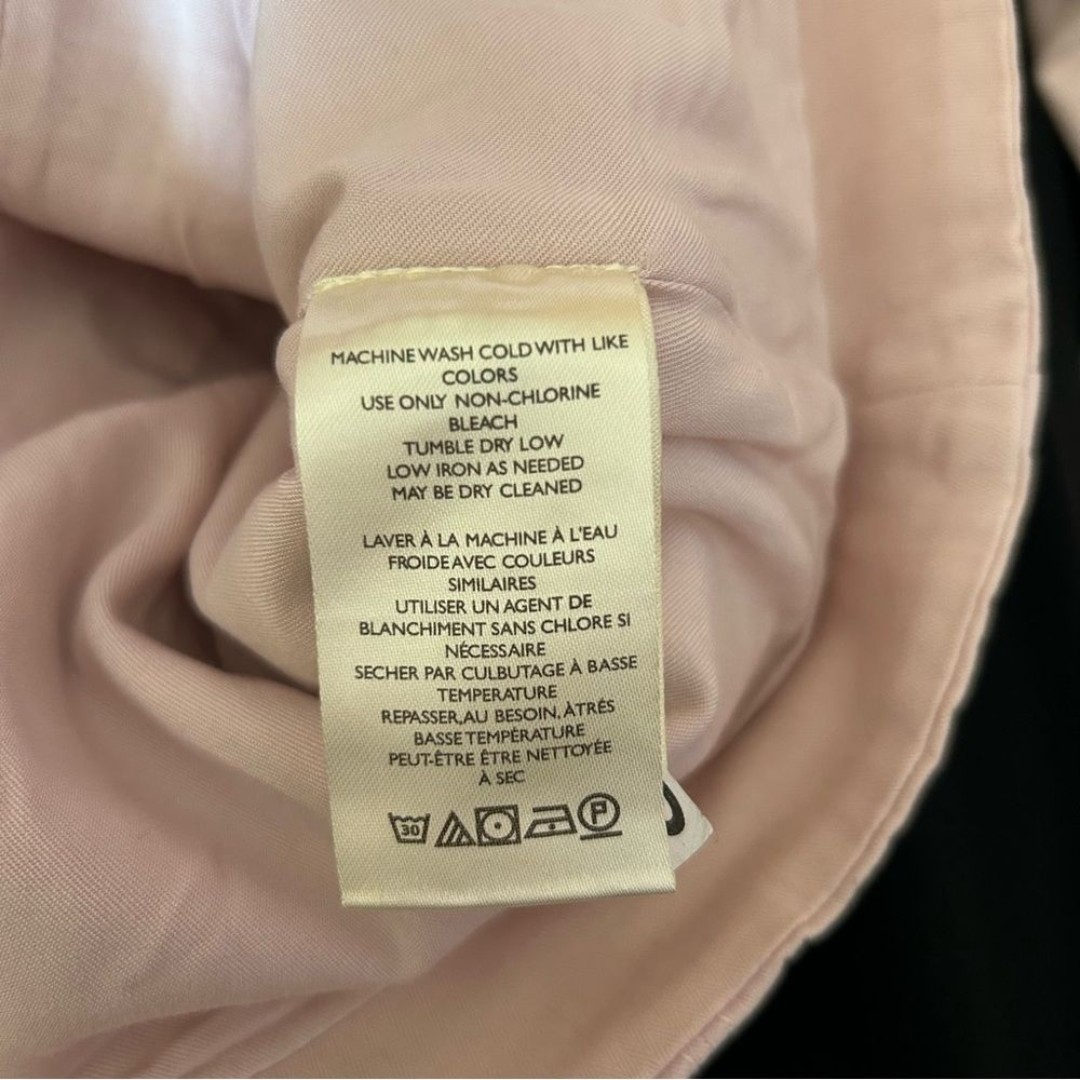 MACHINE WASH COLD WITH LIKE
COLORS
USE ONLY NON-CHLORINE
BLEACH
TUMBLE DRY LOW
LOW IRON AS NEEDED
MAY BE DRY CLEANED
LAVER À LA MACHINE À L'EAU
FROIDE AVEC COULEURS
SIMILAIRES
UTILISER UN AGENT DE
BLANCHIMENT SANS CHLORE SI
NÉCESSAIRE
SECHER PAR CULBUTAGE À BASSE
TEMPERATURE
REPASSER, AU BESOIN, À TRÉS
BASSE TEMPÉRATURE
PEUT-ÊTRE ÊTRE NETTOYÉE
À SEC
30 P